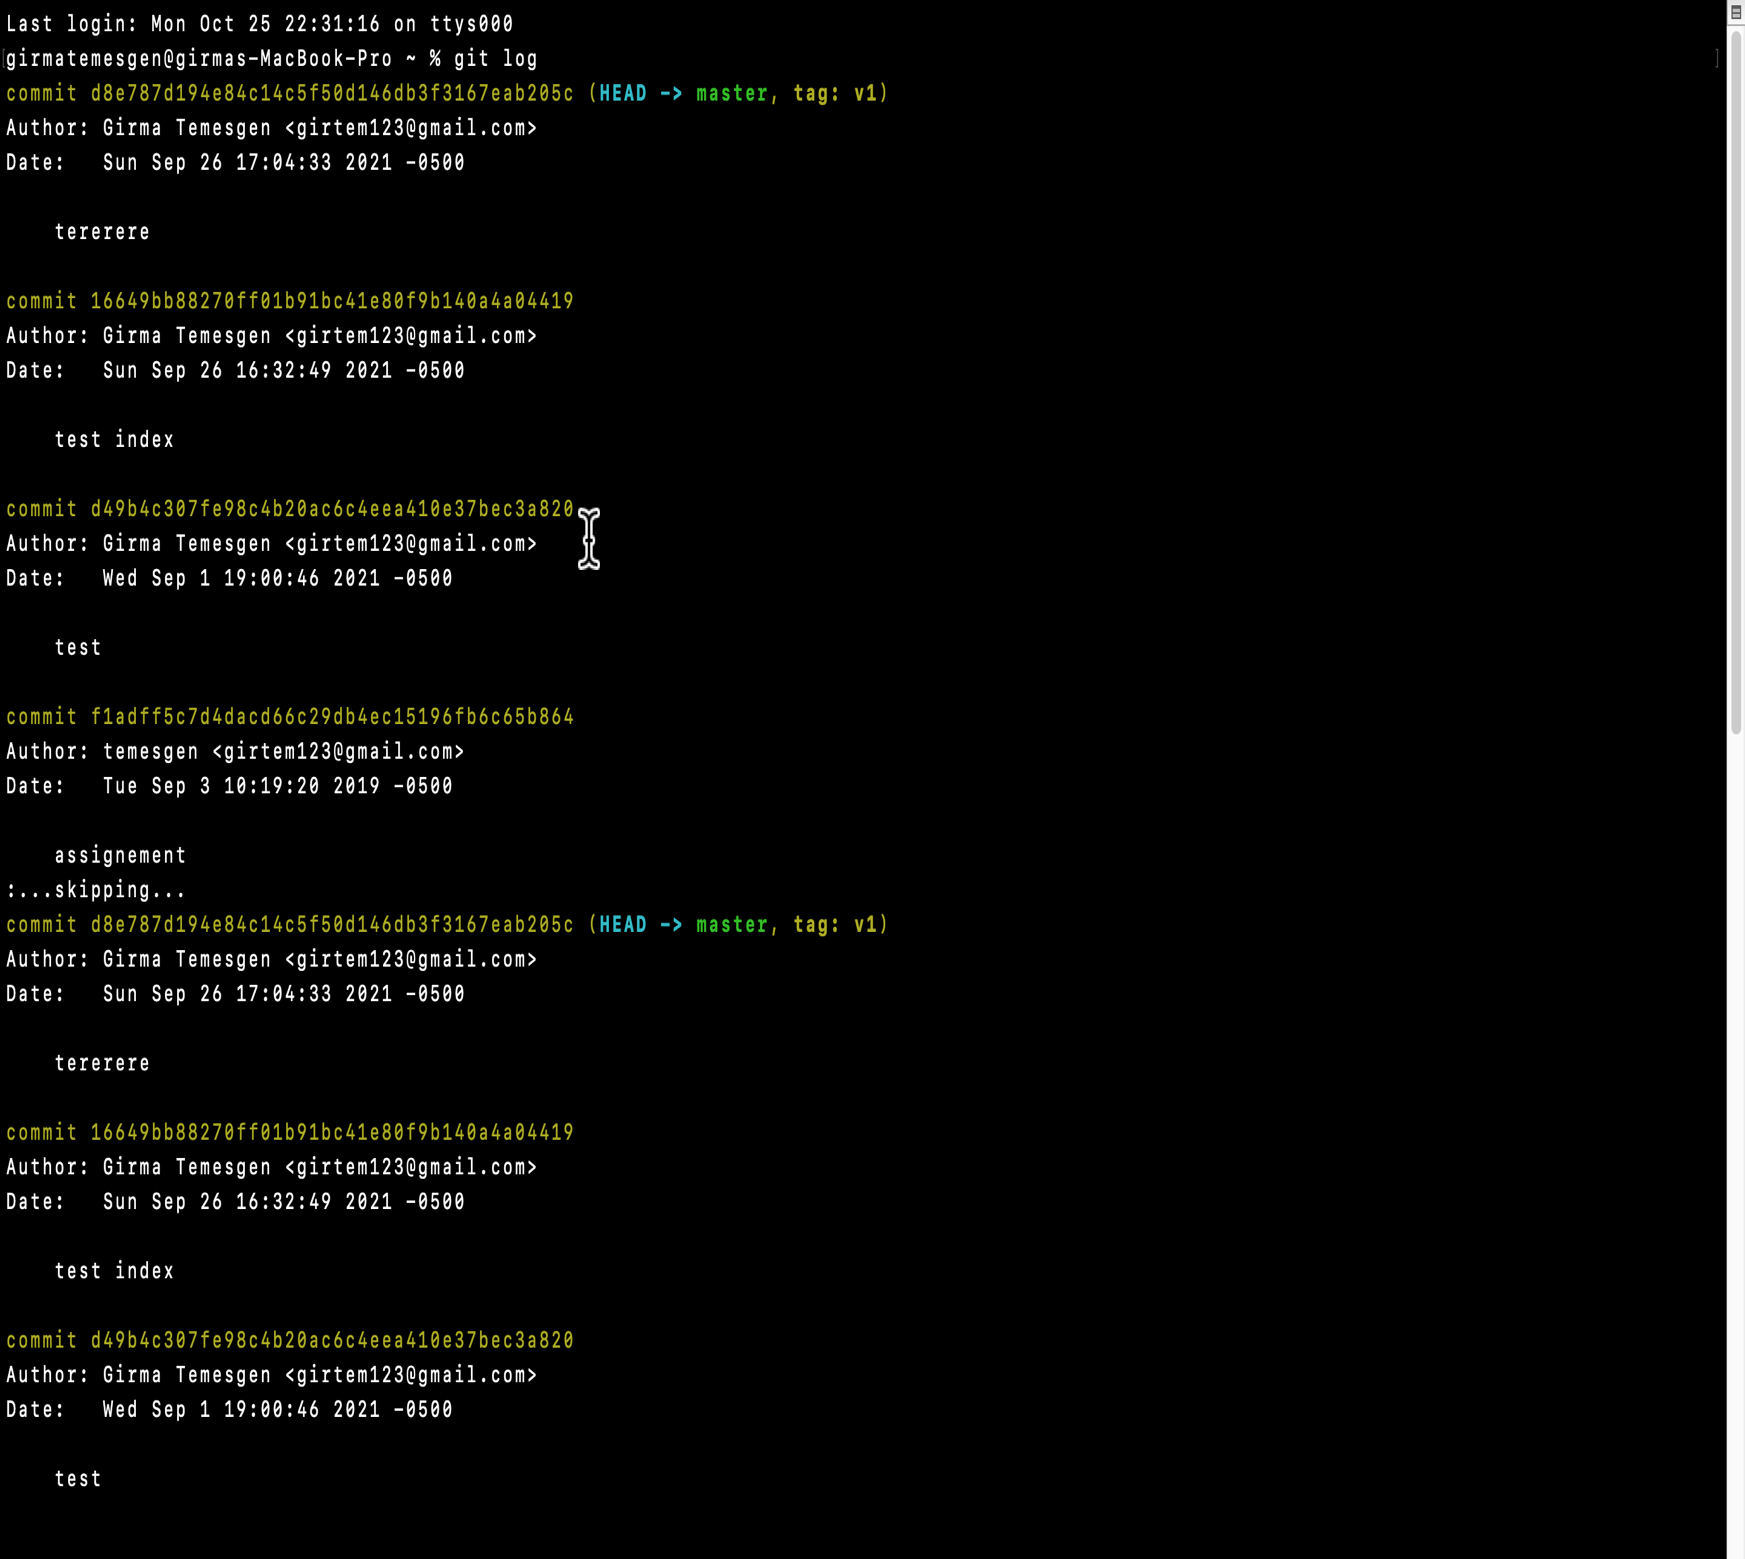 Last login: Mon Oct 25 22:31:16 on ttys000
girmatemesgen@girmas-MacBook-Pro ~ % git log
commit d8e787d194e84c14c5f50d146db3f3167eab205c (HEAD -> master, tag: v1)
Author: Girma Temesgen <girtem123@gmail.com>
Date:   Sun Sep 26 17:04:33 2021 -0500

    tererere

commit 16649bb88270ff01b91bc41e80f9b140a4a04419
Author: Girma Temesgen <girtem123@gmail.com>
Date:   Sun Sep 26 16:32:49 2021 -0500

    test index

commit d49b4c307fe98c4b20ac6c4eea410e37bec3a820
Author: Girma Temesgen <girtem123@gmail.com>
Date:   Wed Sep 1 19:00:46 2021 -0500

    test

commit f1adff5c7d4dacd66c29db4ec15196fb6c65b864
Author: temesgen <girtem123@gmail.com>
Date:   Tue Sep 3 10:19:20 2019 -0500

    assignement
:...skipping...
commit d8e787d194e84c14c5f50d146db3f3167eab205c (HEAD -> master, tag: v1)
Author: Girma Temesgen <girtem123@gmail.com>
Date:   Sun Sep 26 17:04:33 2021 -0500

    tererere

commit 16649bb88270ff01b91bc41e80f9b140a4a04419
Author: Girma Temesgen <girtem123@gmail.com>
Date:   Sun Sep 26 16:32:49 2021 -0500

    test index

commit d49b4c307fe98c4b20ac6c4eea410e37bec3a820
Author: Girma Temesgen <girtem123@gmail.com>
Date:   Wed Sep 1 19:00:46 2021 -0500

    test